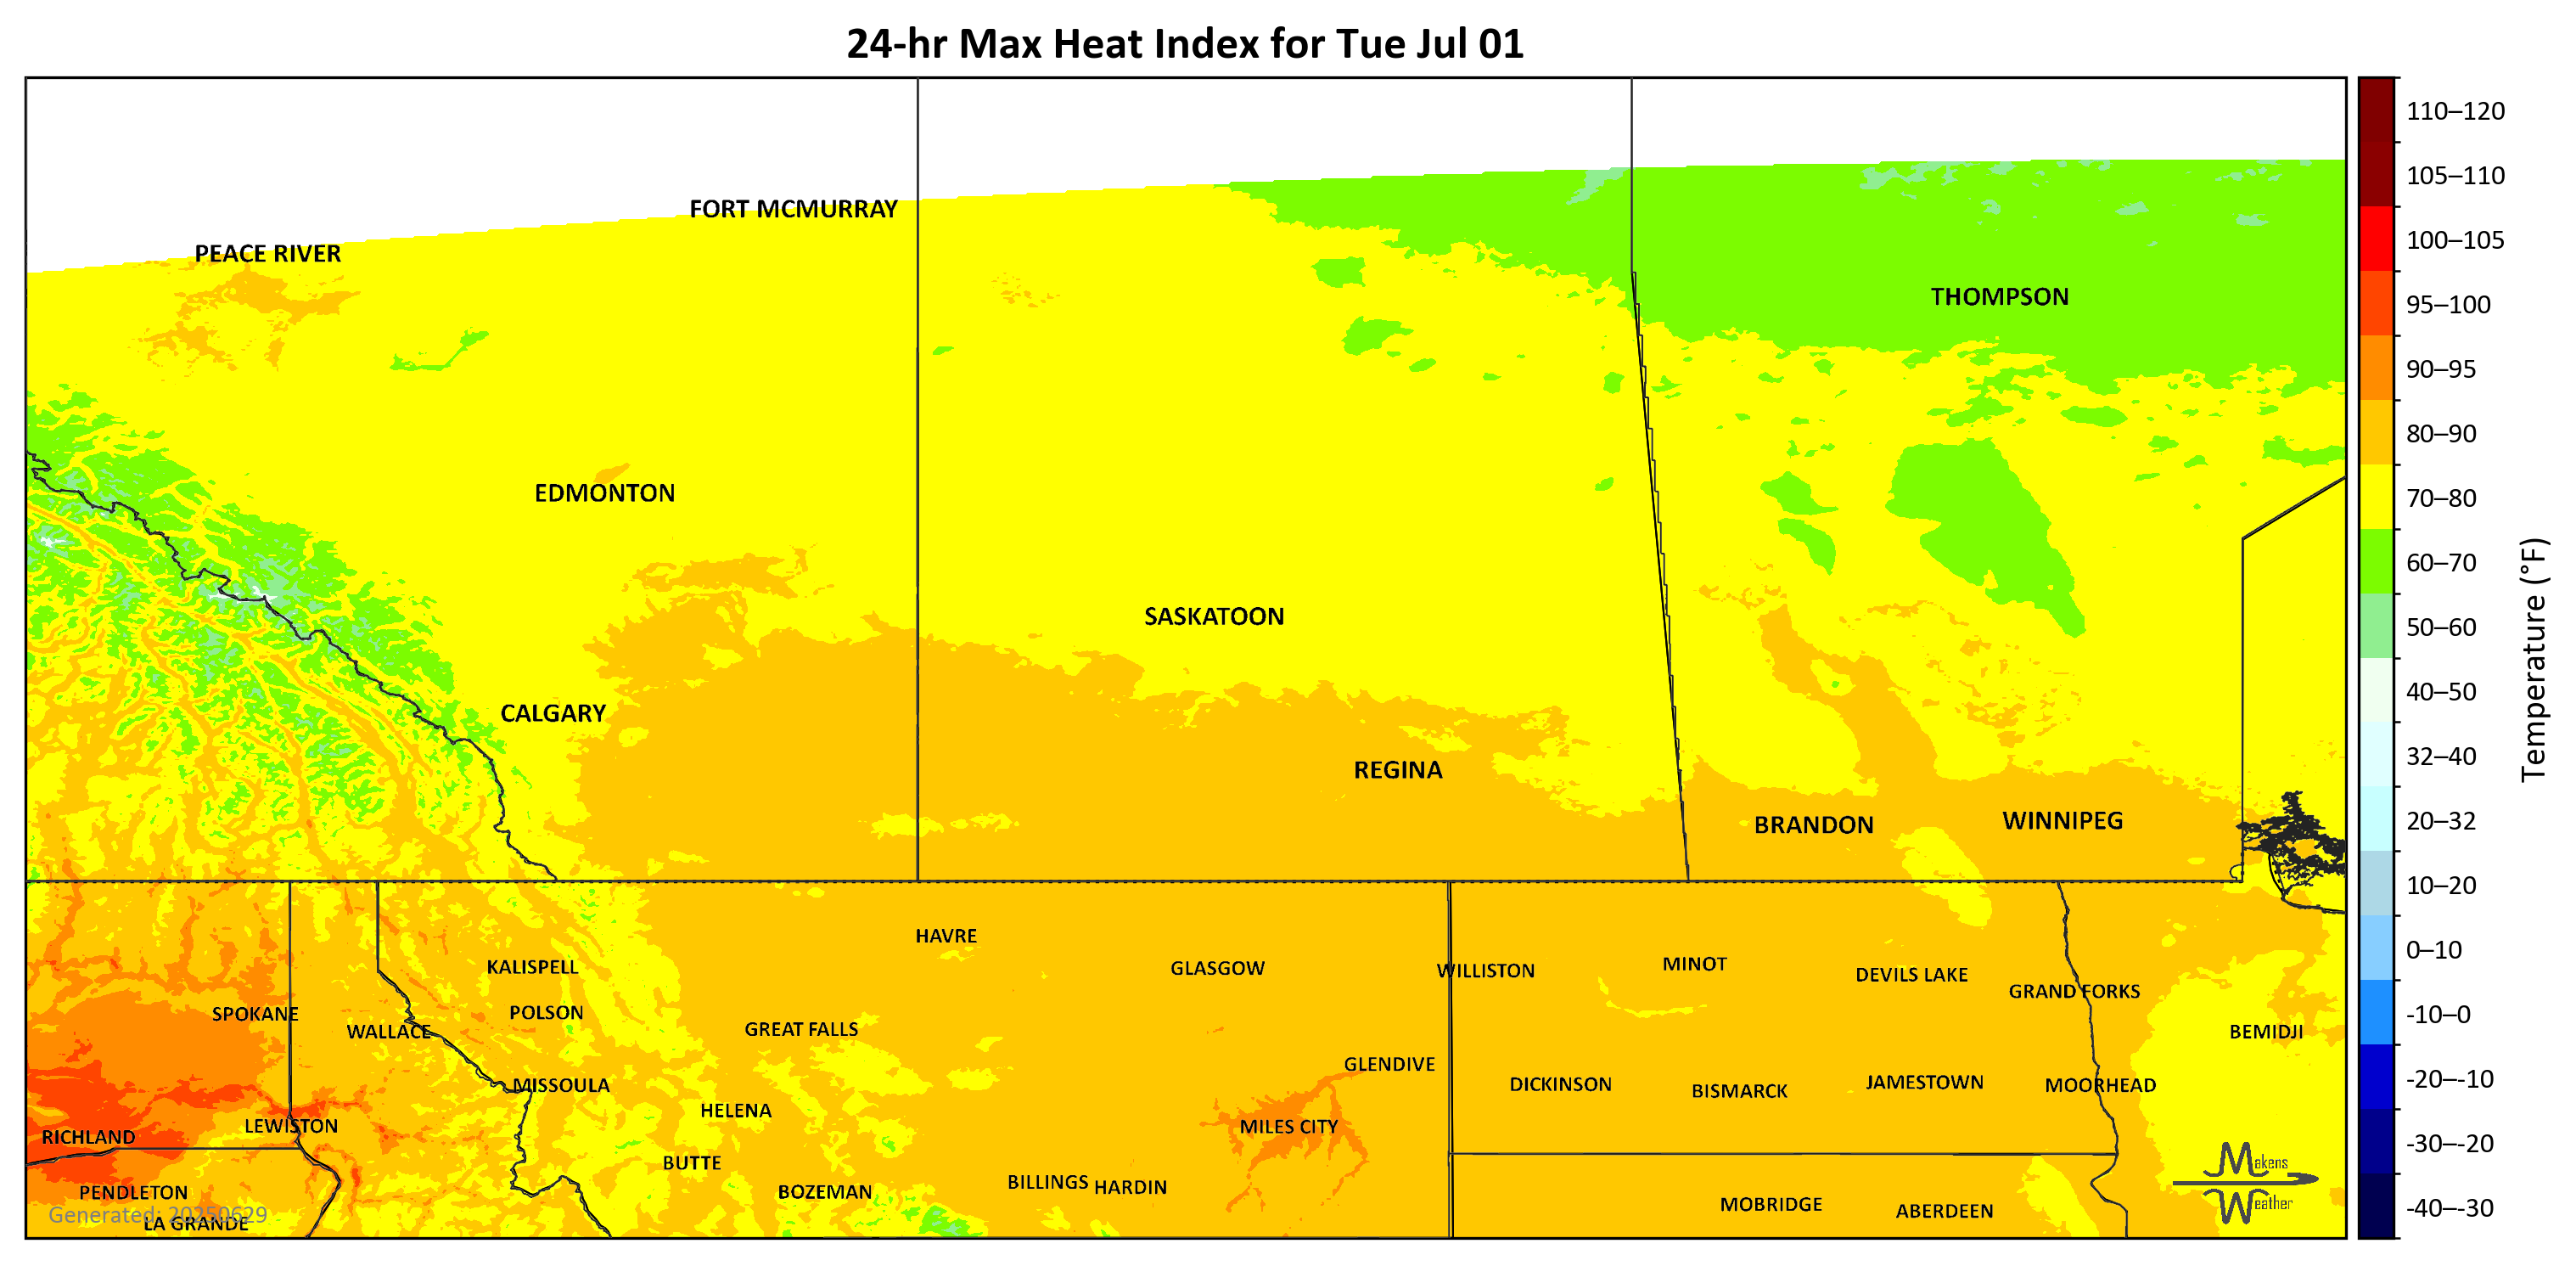 24-hr Max Heat Index for Tue Jul 01
FORT MCMURRAY
PEACE RIVER
THOMPSON
EDMONTON
SASKATOON
CALGARY
REGINA
BRANDON
WINNIPEG
HAVRE
KALISPELL
GLASGOW
WILLISTON
MINOT
DEVILS LAKE
GRAND FORKS
SPOKANE
POLSON
WALLACE
GREAT FALLS
BEMIDJI
GLENDIVE
MISSOULA
DICKINSON
BISMARCK
JAMESTOWN
MOORHEAD
HELENA
LEWISTON
MILES CITY
RICHLAND
BUTTE
BILLINGS
HARDIN
PENDLETON
BOZEMAN
MOBRIDGE
ABERDEEN
Generated: 20250629
LA GRANDE
Makens
Weather
110–120
105–110
100–105
95–100
90–95
80–90
70–80
60–70
50–60
40–50
32–40
20–32
10–20
0–10
-10–0
-20–-10
-30–-20
-40–-30
Temperature (°F)